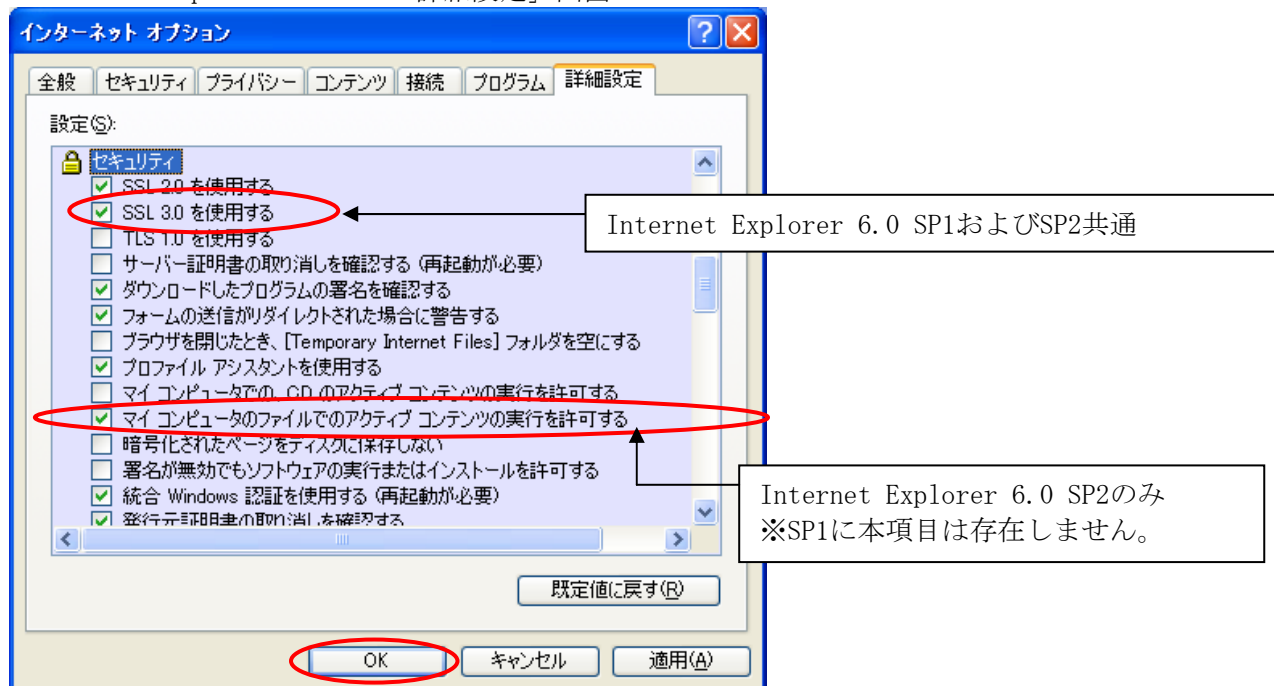 インターネット オプション
全般 セキュリティ プライバシー コンテンツ 接続 プログラム 詳細設定
設定(S):
セキュリティ
SSL 2.0 を使用する
SSL 3.0 を使用する
Internet Explorer 6.0 SP1およびSP2共通
TLS 1.0 を使用する
サーバー証明書の取り消しを確認する (再起動が必要)
ダウンロードしたプログラムの署名を確認する
フォームの送信がリダイレクトされた場合に警告する
ブラウザを閉じたとき、[Temporary Internet Files] フォルダを空にする
プロファイル アシスタントを使用する
マイ コンピュータでの、CD のアクティブ コンテンツの実行を許可する
マイ コンピュータのファイルでのアクティブ コンテンツの実行を許可する
暗号化されたページをディスクに保存しない
署名が無効でもソフトウェアの実行またはインストールを許可する
統合 Windows 認証を使用する (再起動が必要)
発行元証明書の取り消しを確認する
Internet Explorer 6.0 SP2のみ
※SP1に本項目は存在しません。
既定値に戻す(R)
OK キャンセル 適用(A)